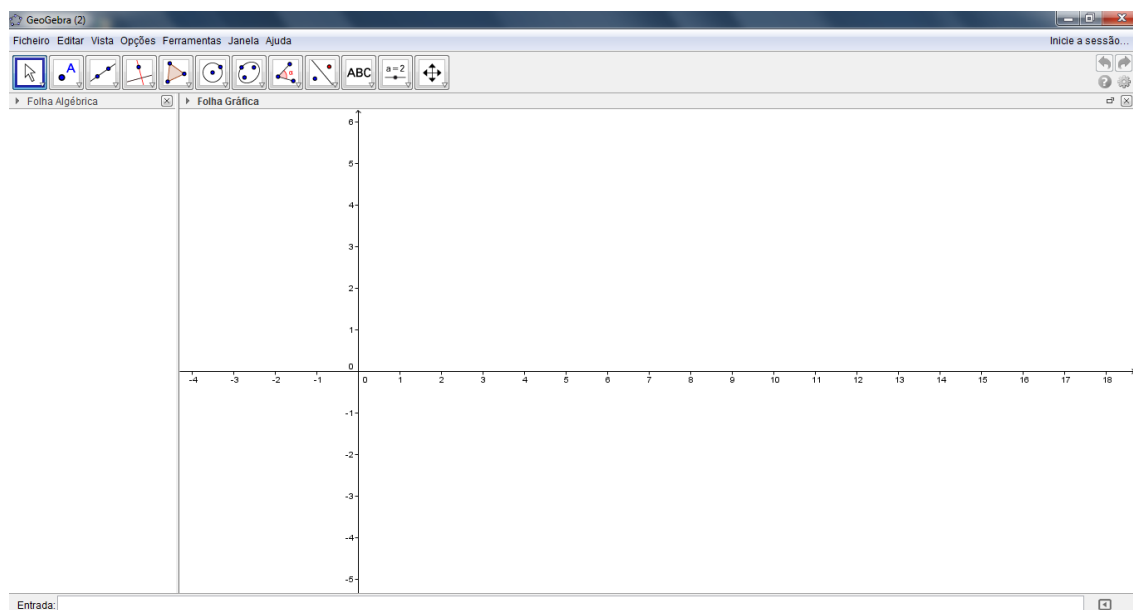 GeoGebra (2)
Ficheiro Editar Vista Opções Ferramentas Janela Ajuda Inicie a sessão...
A α ABC a=2
Folha Algébrica Folha Gráfica
6
5
4
3
2
1
0
-4 -3 -2 -1 0 1 2 3 4 5 6 7 8 9 10 11 12 13 14 15 16 17 18
-1
-2
-3
-4
-5
Entrada: